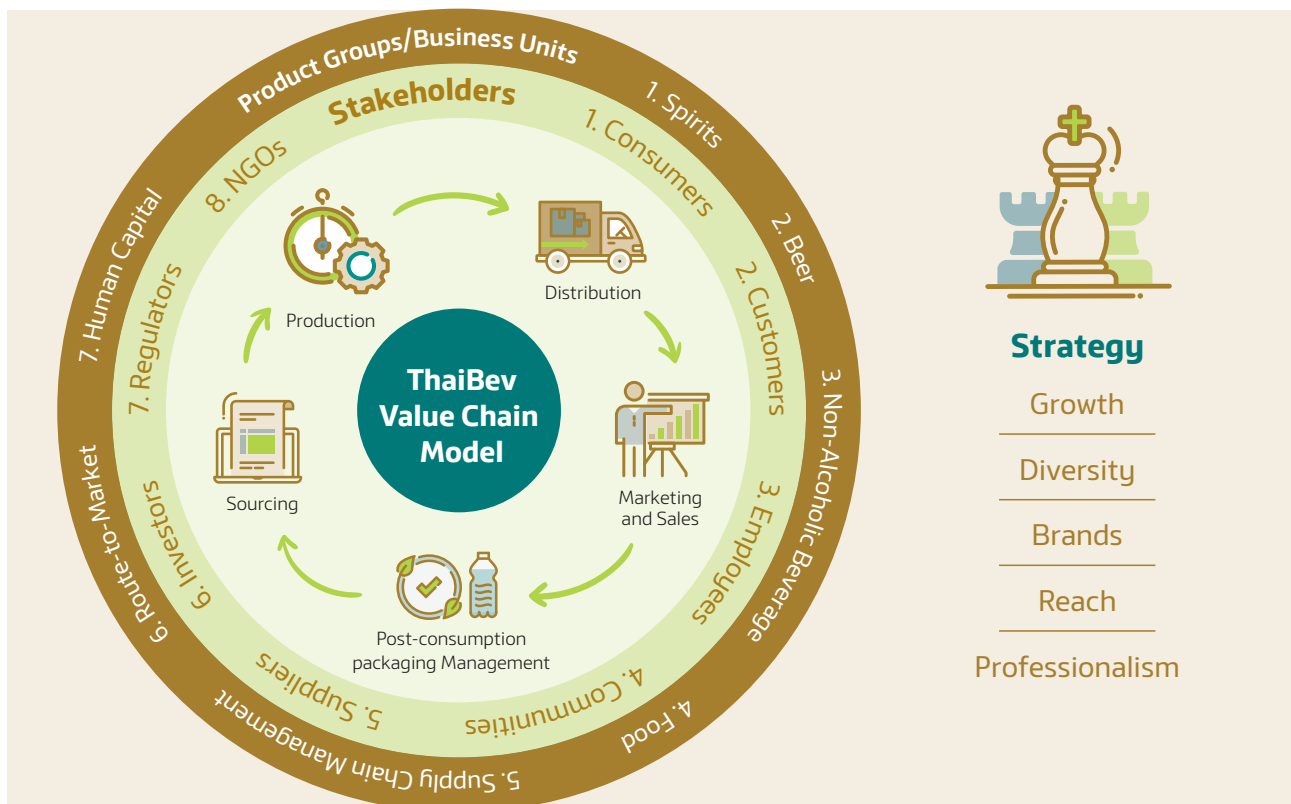 Product Groups/Business Units
1. Spirits
2. Beer
3. Non-Alcoholic Beverage
4. Food
5. Supply Chain Management
6. Route-to-Market
7. Human Capital
Stakeholders
1. Consumers
2. Customers
3. Employees
4. Communities
5. Suppliers
6. Investors
7. Regulators
8. NGOs
Production
Distribution
Marketing
and Sales
Post-consumption
packaging Management
Sourcing
ThaiBev
Value Chain
Model
Strategy
Growth
Diversity
Brands
Reach
Professionalism